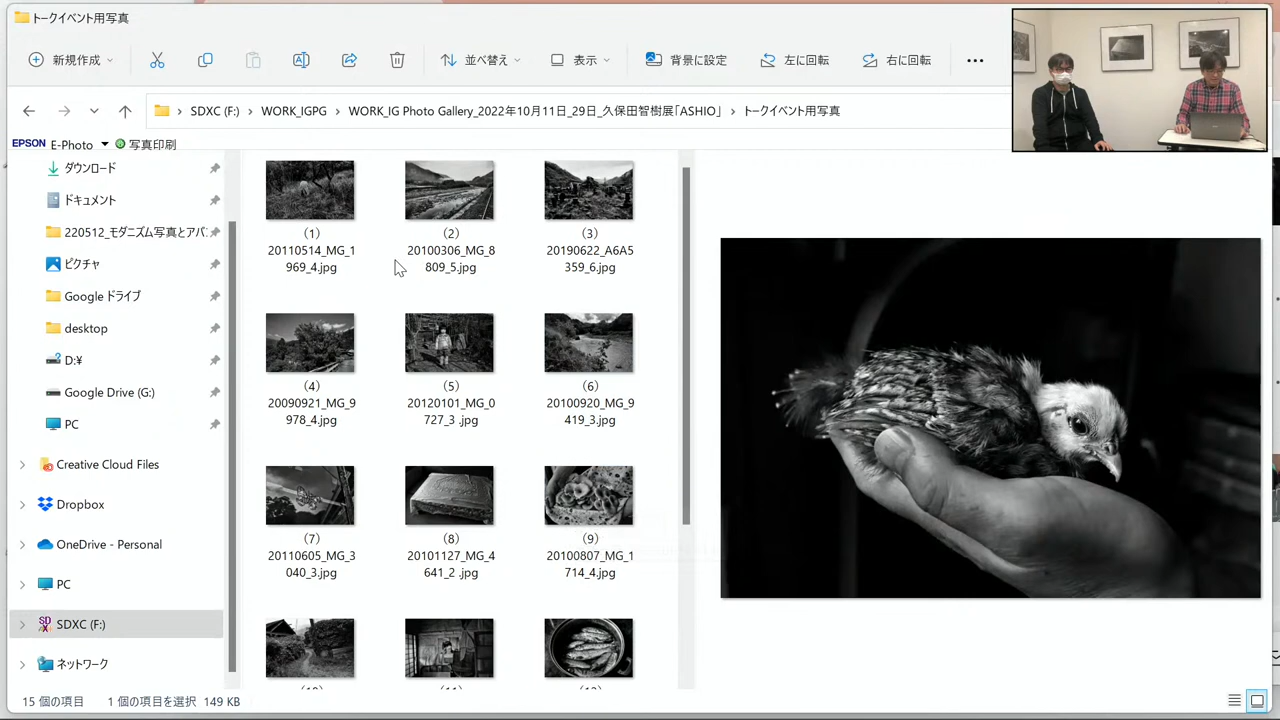 トークイベント用写真
新規作成
並べ替え
表示
背景に設定
左に回転
右に回転
SDXC (F:) > WORK_IGPG > WORK_IG Photo Gallery_2022年10月11日_29日_久保田智樹展「ASHIO」 > トークイベント用写真
EPSON E-Photo 写真印刷
ダウンロード
ドキュメント
220512_モダニズム写真とアバ
ピクチャ
Google ドライブ
desktop
D:¥
Google Drive (G:)
PC
Creative Cloud Files
Dropbox
OneDrive - Personal
PC
SDXC (F:)
ネットワーク
(1)
20110514_MG_1
969_4.jpg
(2)
20100306_MG_8
809_5.jpg
(3)
20190622_A6A5
359_6.jpg
(4)
20090921_MG_9
978_4.jpg
(5)
20120101_MG_0
727_3 .jpg
(6)
20100920_MG_9
419_3.jpg
(7)
20110605_MG_3
040_3.jpg
(8)
20101127_MG_4
641_2 .jpg
(9)
20100807_MG_1
714_4.jpg
15 個の項目 1 個の項目を選択 149 KB